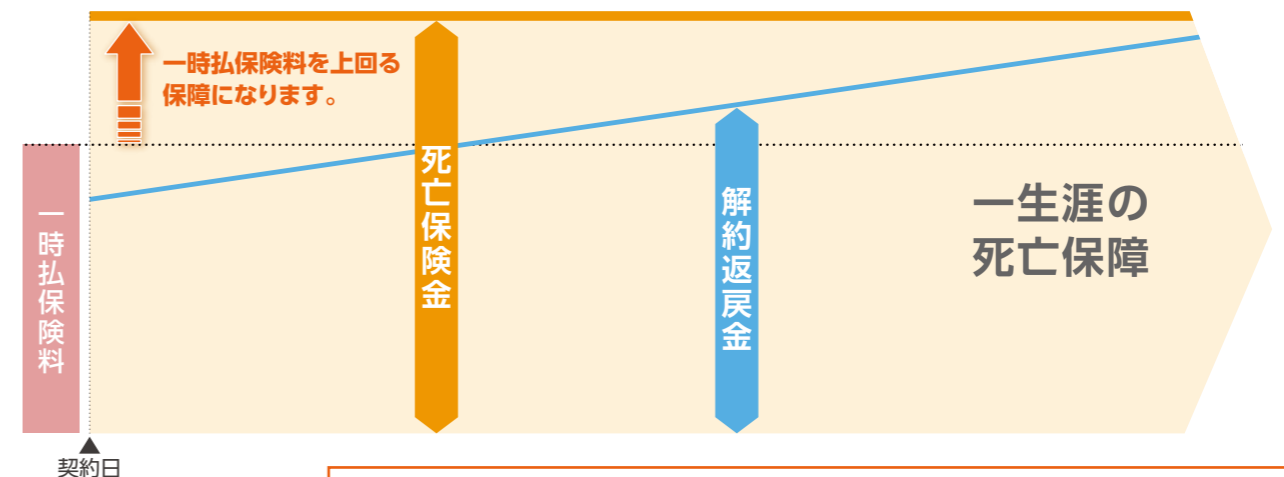 一時払保険料を上回る
保障になります。
一時払保険料
死亡保険金
解約返戻金
一生涯の
死亡保障
契約日